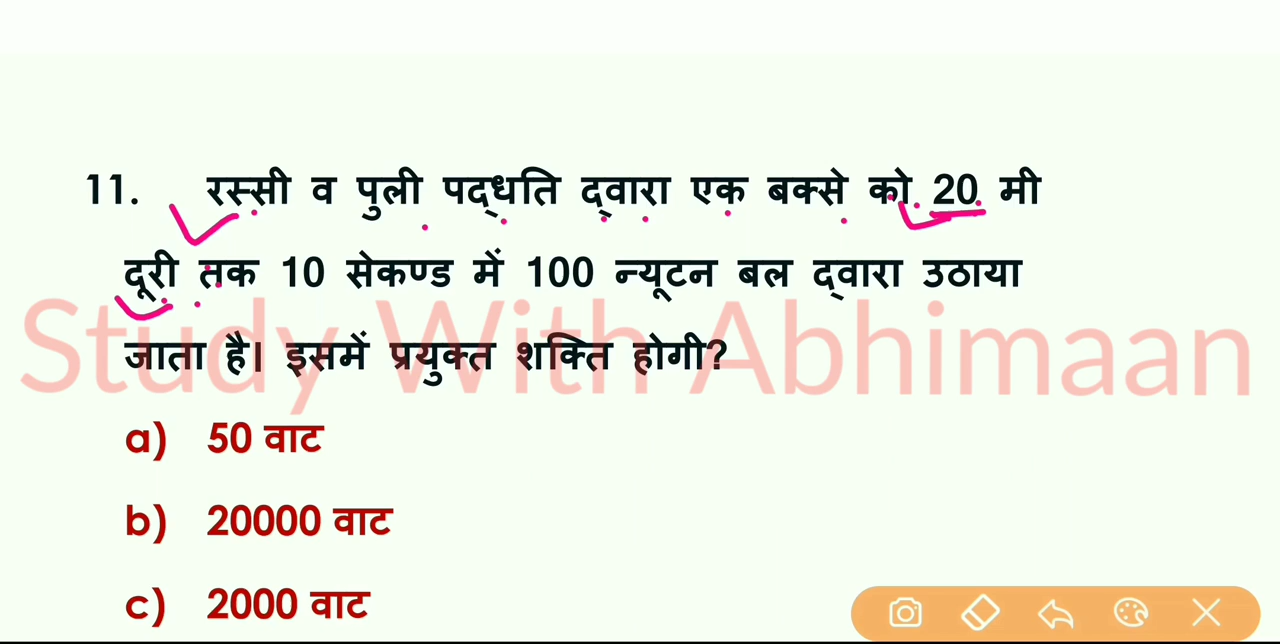 11. रस्सी व पुली पद्धति द्वारा एक बक्से को 20 मी
दूरी तक 10 सेकण्ड में 100 न्यूटन बल द्वारा उठाया
जाता है। इसमें प्रयुक्त शक्ति होगी?
Study With Abhimaan
a) 50 वाट
b) 20000 वाट
c) 2000 वाट